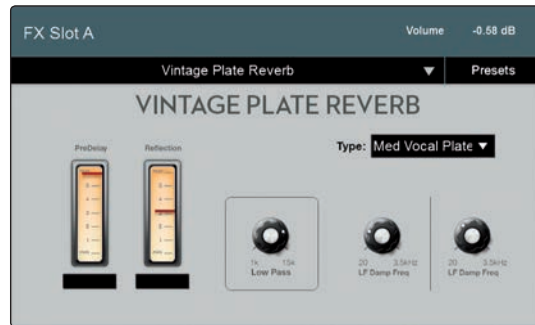 FX Slot A
Volume -0.58 dB
Vintage Plate Reverb ▼ Presets
VINTAGE PLATE REVERB
PreDelay Reflection
Type: Med Vocal Plate ▼
1k 15k
Low Pass
20 3.5kHz
LF Damp Freq
20 3.5kHz
LF Damp Freq